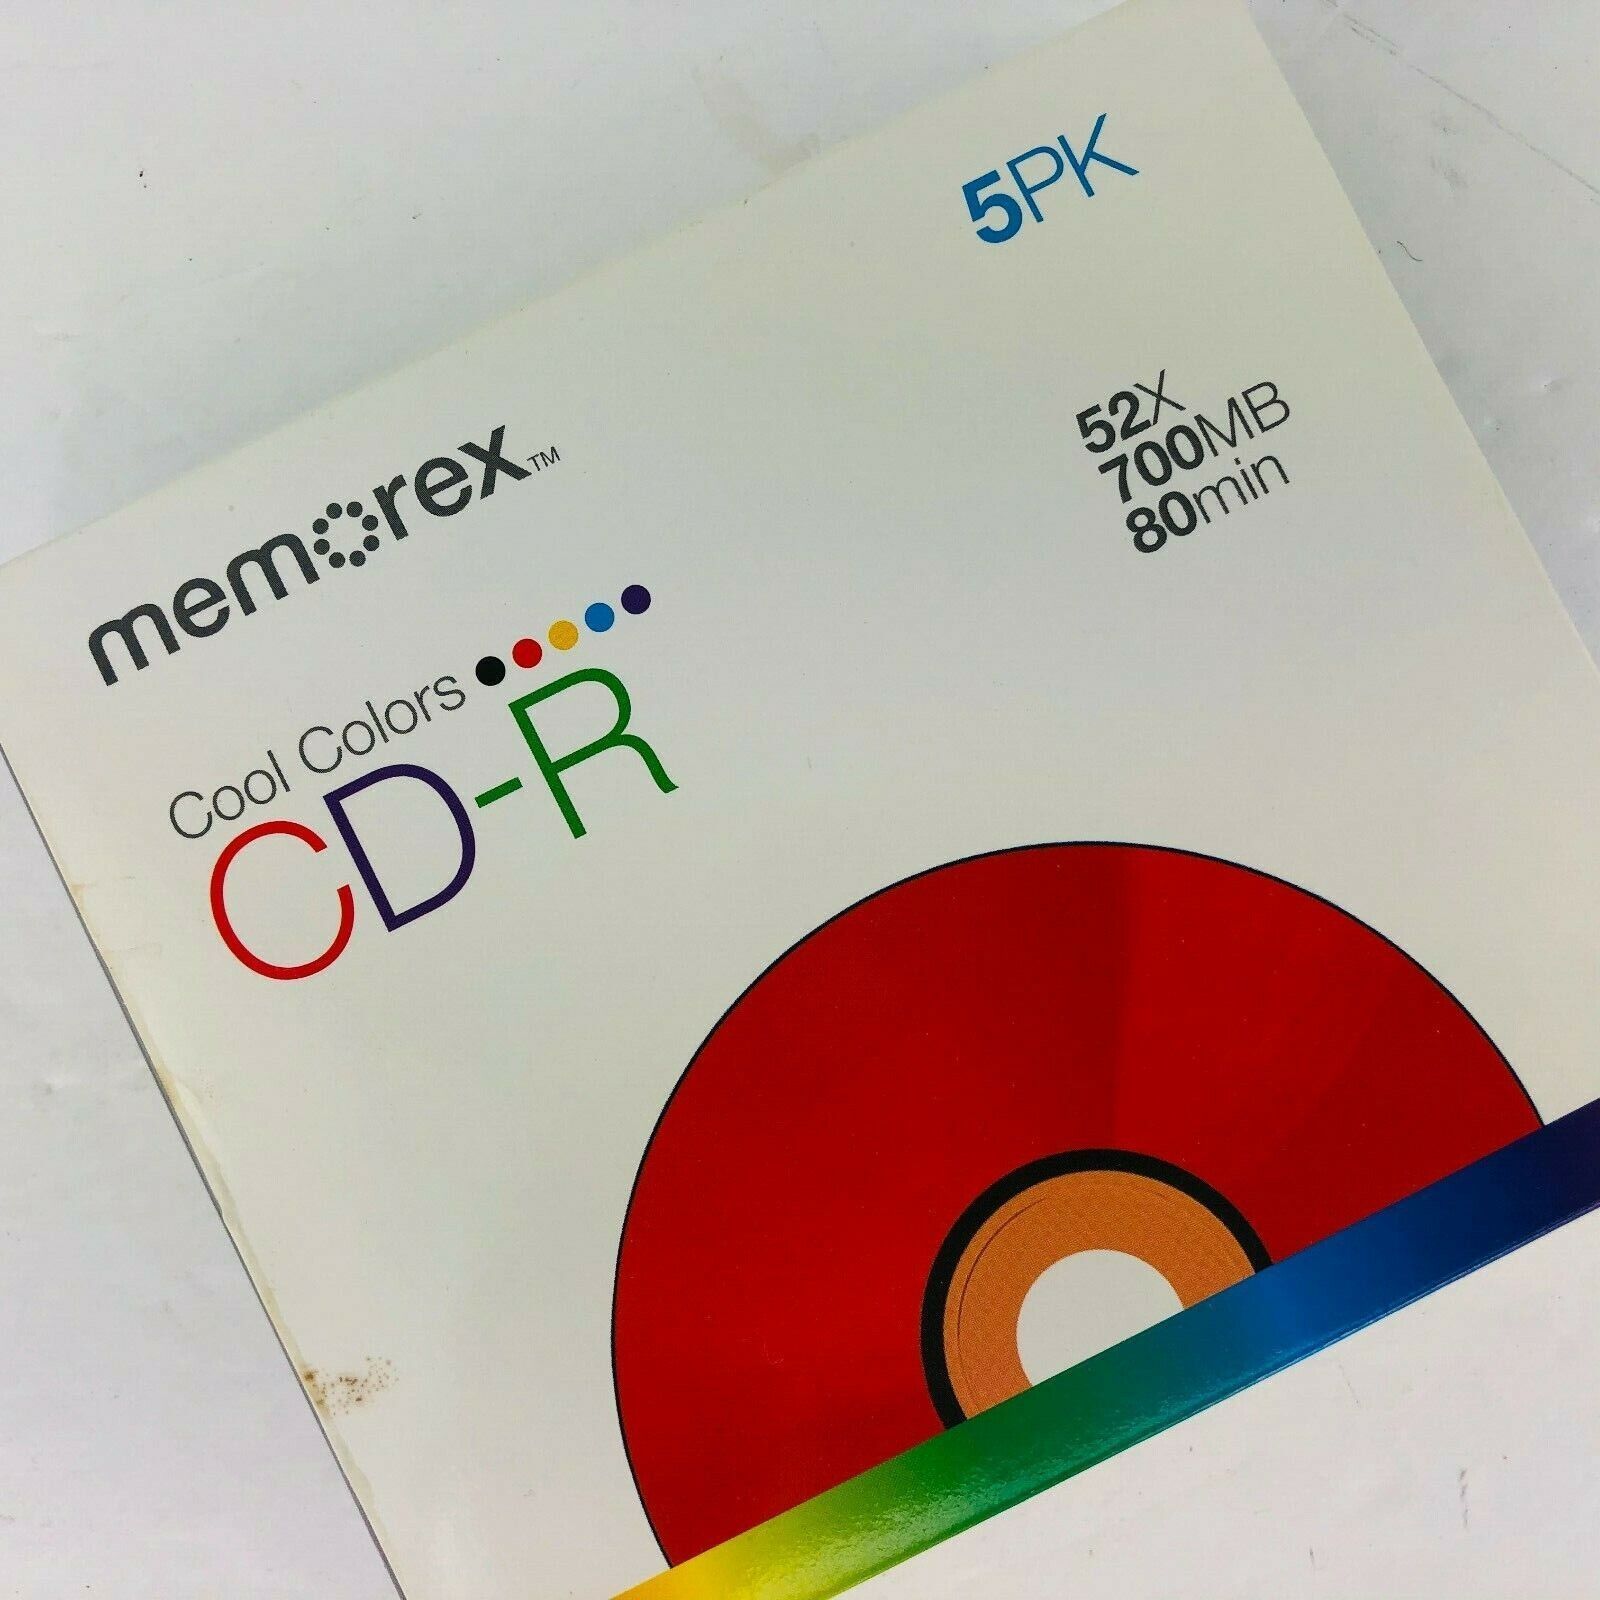 5PK
52X
700MB
80min
memorex™
Cool Colors
CD-R